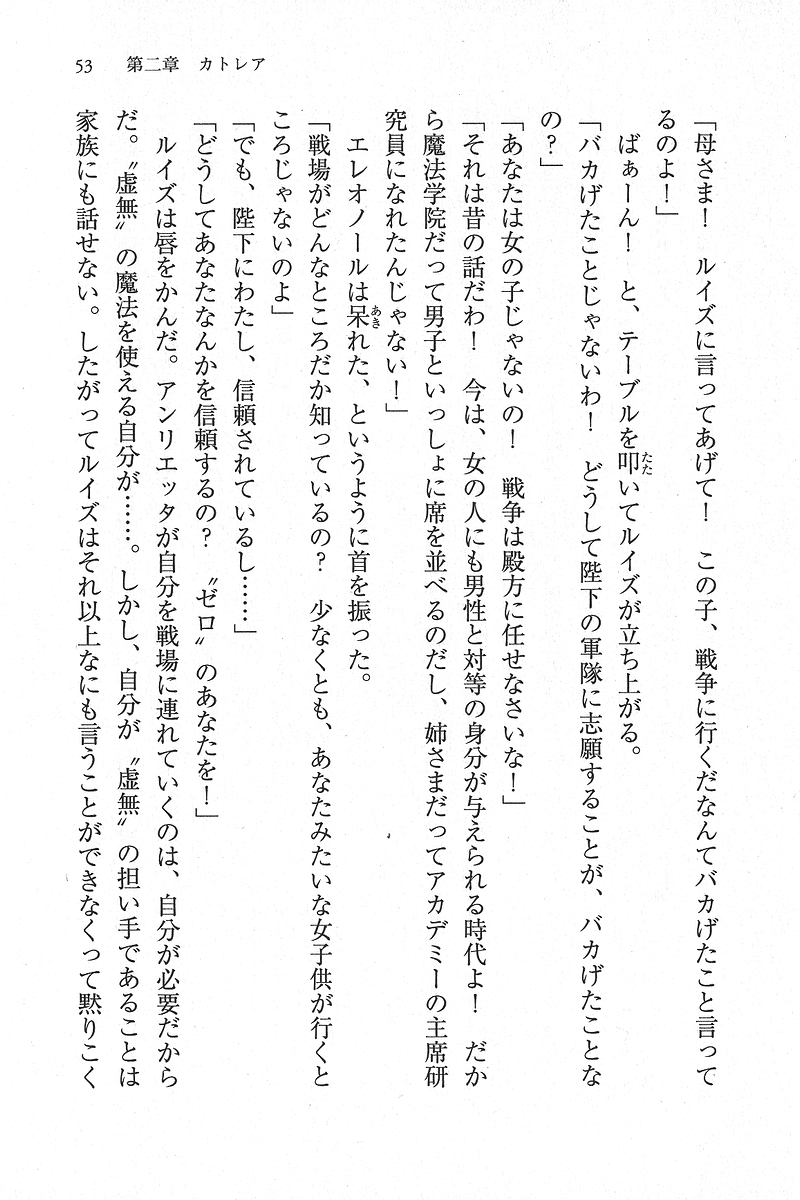 53　第二章　カトレア
「母さま！　ルイズに言ってあげて！　この子、戦争に行くだなんてバカげたこと言って
るのよ！」
　ばぁーん！　と、テーブルを叩いてルイズが立ち上がる。
「バカげたことじゃないわ！　どうして陛下の軍隊に志願することが、バカげたことな
の？」
「あなたは女の子じゃないの！　戦争は殿方に任せなさいな！」
「それは昔の話だわ！　今は、女の人にも男性と対等の身分が与えられる時代よ！　だか
ら魔法学院だって男子といっしょに席を並べるのだし、姉さまだってアカデミーの主席研
究員になれたんじゃない！」
　エレオノールは呆れた、というように首を振った。
「戦場がどんなところだか知っているの？　少なくとも、あなたみたいな女子供が行くと
ころじゃないのよ」
「でも、陛下にわたし、信頼されているし……」
「どうしてあなたなんかを信頼するの？　〝ゼロ〟のあなたを！」
　ルイズは唇をかんだ。アンリエッタが自分を戦場に連れていくのは、自分が必要だから
だ。〝虚無〟の魔法を使える自分が……。しかし、自分が〝虚無〟の担い手であることは
家族にも話せない。したがってルイズはそれ以上なにも言うことができなくって黙りこく